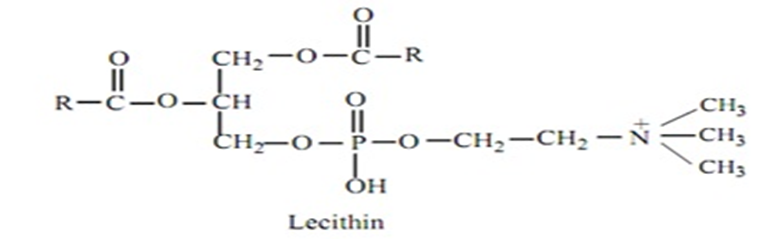 O
O CH₂—O—C—R
R—C—O—CH O CH₃
CH₂—O—P—O—CH₂—CH₂—N⁺—CH₃
OH CH₃
Lecithin